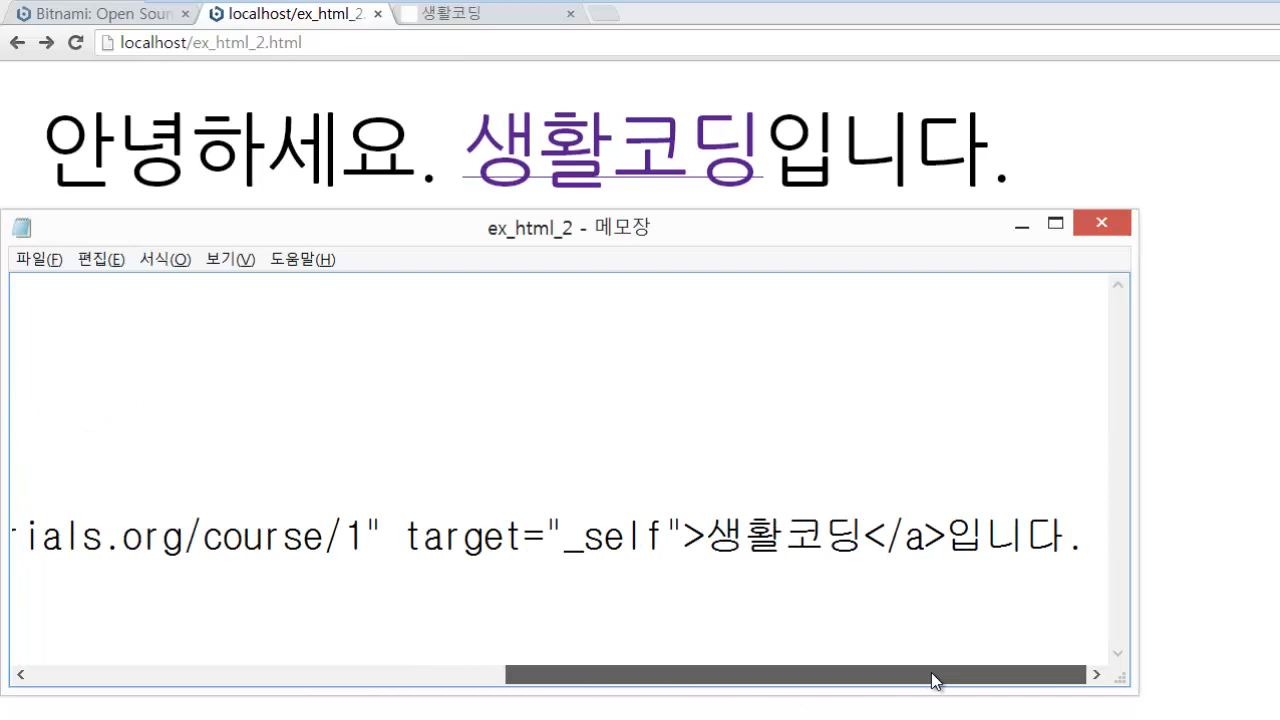 Bitnami: Open Soun
localhost/ex_html_2.
생활코딩
localhost/ex_html_2.html
안녕하세요. 생활코딩입니다.
ex_html_2 - 메모장
파일(F) 편집(E) 서식(O) 보기(V) 도움말(H)
rials.org/course/1" target="_self">생활코딩</a>입니다.